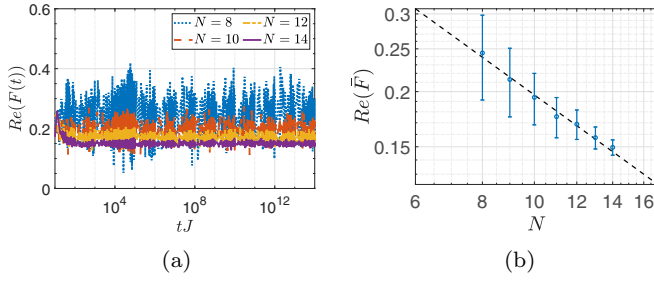 0.6
0.4
0.2
0
Re(F(t))
N = 8
N = 12
N = 10
N = 14
10^4
10^8
10^12
tJ
(a)
0.3
0.25
0.2
0.15
Re(F̄)
6
8
10
12
14
16
N
(b)